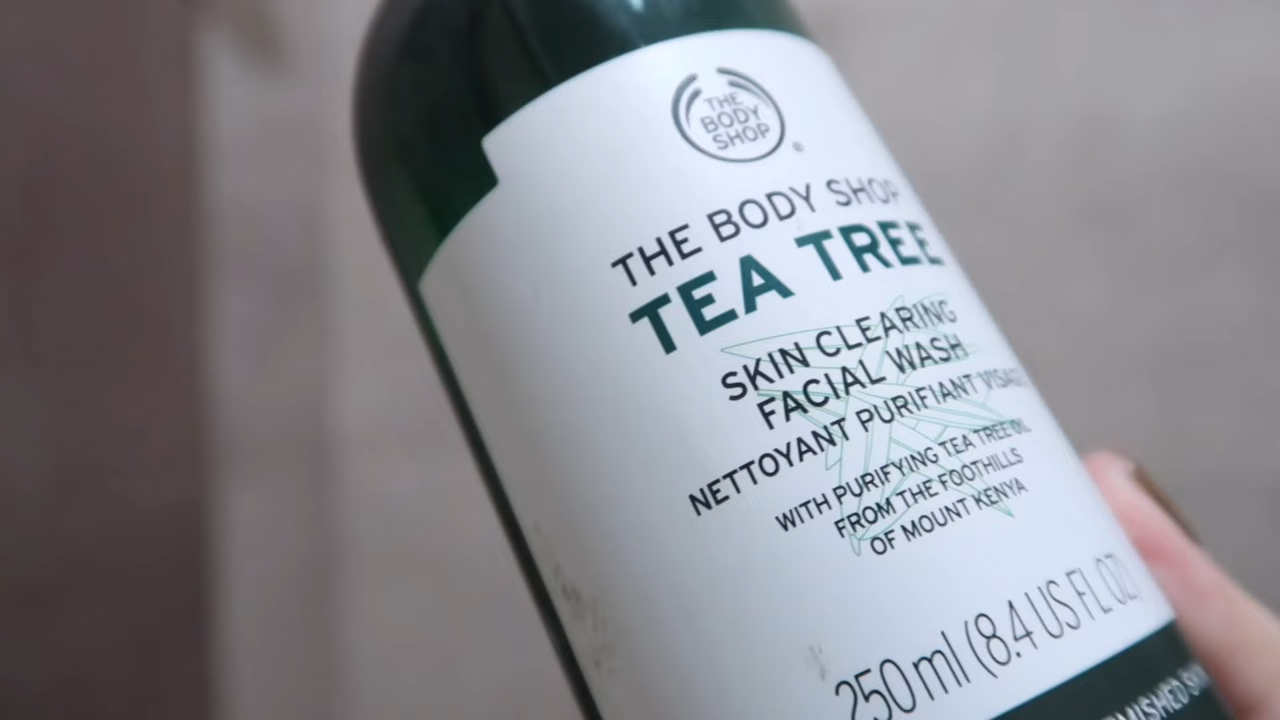 THE
BODY
SHOP
®
THE BODY SHOP
TEA TREE
SKIN CLEARING
FACIAL WASH
NETTOYANT PURIFIANT VISAGE
WITH PURIFYING TEA TREE OIL
FROM THE FOOTHILLS
OF MOUNT KENYA
250ml (8.4 US FL OZ)